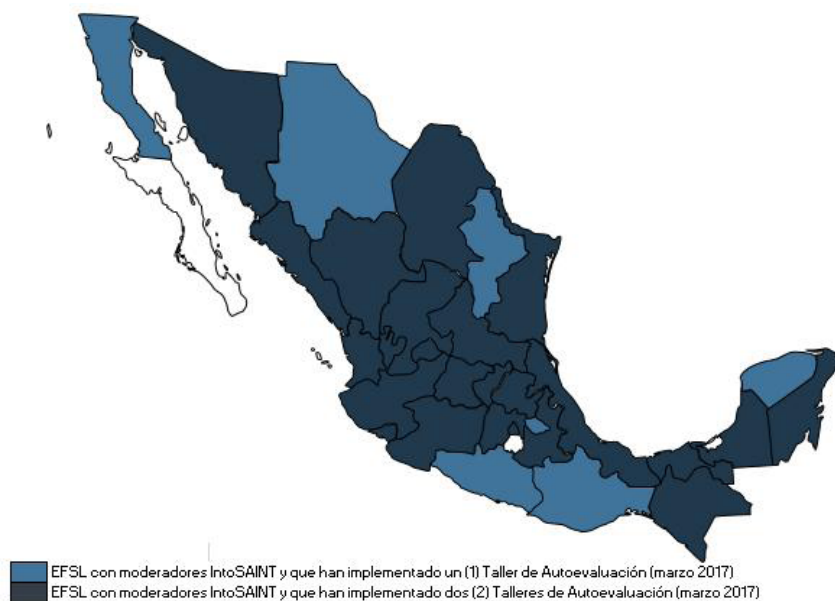 EFSL con moderadores IntoSAINT y que han implementado un (1) Taller de Autoevaluación (marzo 2017)
EFSL con moderadores IntoSAINT y que han implementado dos (2) Talleres de Autoevaluación (marzo 2017)